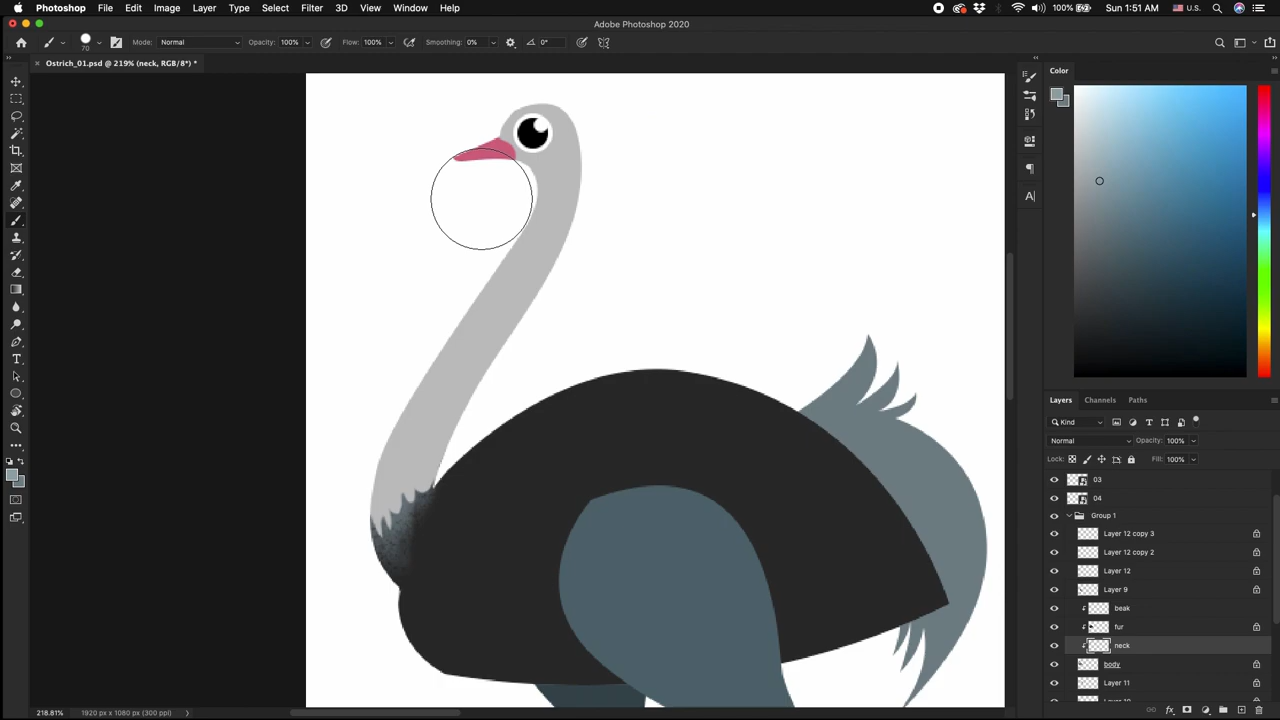 Photoshop File Edit Image Layer Type Select Filter 3D View Window Help 100% U.S. Sun 1:51 AM
Adobe Photoshop 2020
70 Mode: Normal Opacity: 100% Flow: 100% Smoothing: 0% 0°
Ostrich_01.psd @ 219% (neck, RGB/8*) *
Color
Layers Channels Paths
Kind
Normal Opacity: 100%
Lock: Fill: 100%
03
04
Group 1
Layer 12 copy 3
Layer 12 copy 2
Layer 12
Layer 9
beak
fur
neck
body
Layer 11
218.81% 1920 px x 1080 px (300 ppi)